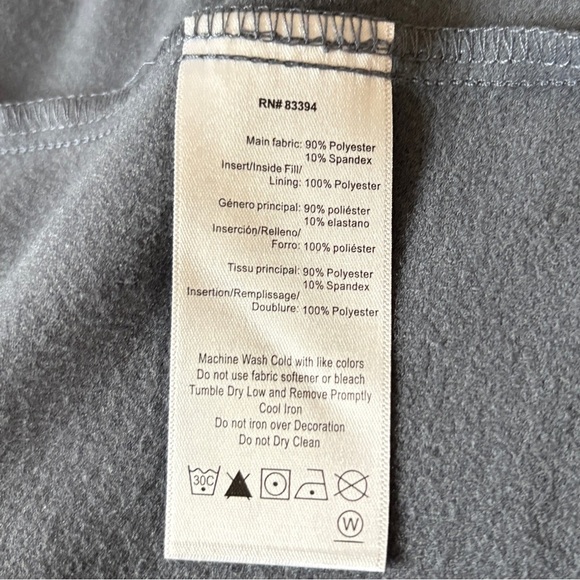 RN# 83394
Main fabric: 90% Polyester
10% Spandex
Insert/Inside Fill/
Lining: 100% Polyester
Género principal: 90% poliéster
10% elastano
Inserción/Relleno/
Forro: 100% poliéster
Tissu principal: 90% Polyester
10% Spandex
Insertion/Remplissage/
Doublure: 100% Polyester
Machine Wash Cold with like colors
Do not use fabric softener or bleach
Tumble Dry Low and Remove Promptly
Cool Iron
Do not iron over Decoration
Do not Dry Clean
30C
W